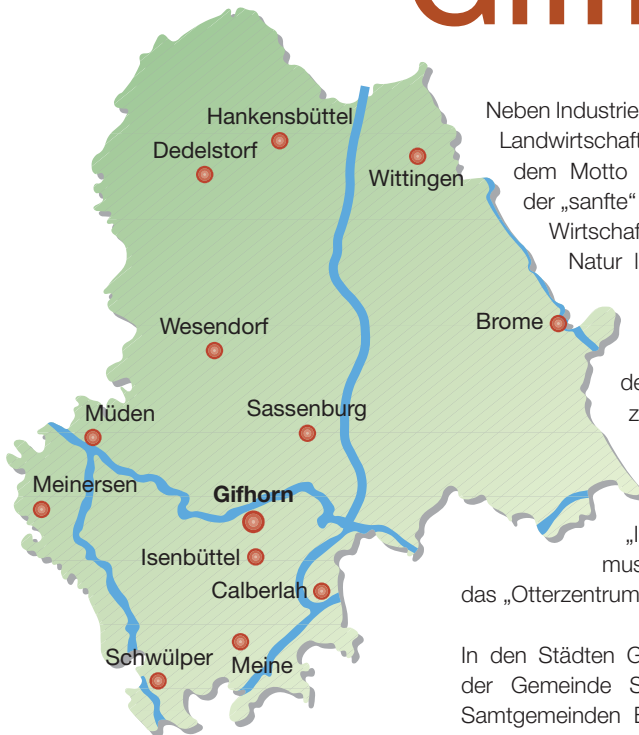 Hankensbüttel
Dedelstorf
Wittingen
Wesendorf
Brome
Müden
Sassenburg
Meinersen
Gifhorn
Isenbüttel
Calberlah
Schwülper
Meine
Neben Industrie
Landwirtschaft
dem Motto
der „sanfte“
Wirtschaf
Natur l
de
z
„I
mus
das „Otterzentrum
In den Städten G
der Gemeinde S
Samtgemeinden B